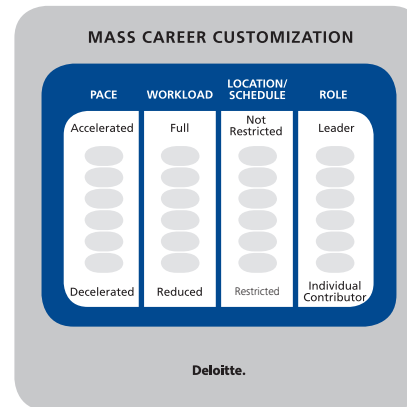 MASS CAREER CUSTOMIZATION
PACE
WORKLOAD
LOCATION/
SCHEDULE
ROLE
Accelerated
Full
Not
Restricted
Leader
Decelerated
Reduced
Restricted
Individual
Contributor
Deloitte.